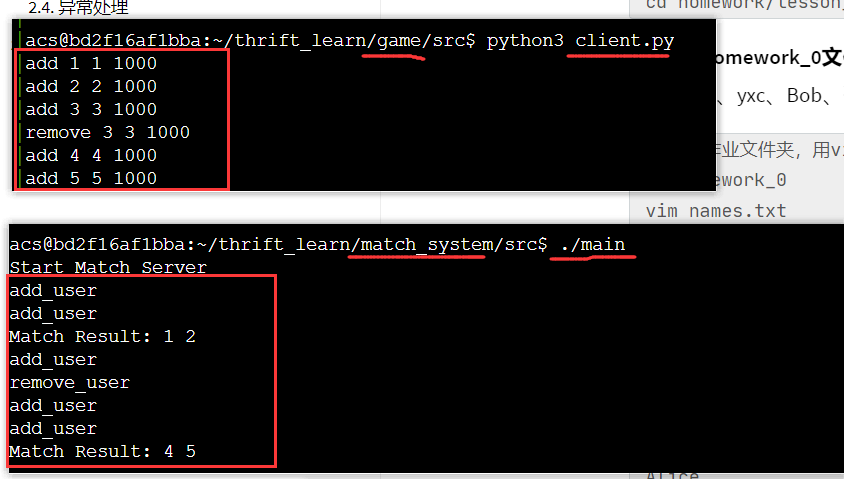 2.4. 异常处理
cd homework/lesson_
acs@bd2f16af1bba:~/thrift_learn/game/src$ python3 client.py
add 1 1 1000
omework_0文
add 2 2 1000
、yxc、Bob、
add 3 3 1000
remove 3 3 1000
作业文件夹，用vi
add 4 4 1000
ework_0
add 5 5 1000
vim names.txt
acs@bd2f16af1bba:~/thrift_learn/match_system/src$ ./main
Start Match Server
add_user
add_user
Match Result: 1 2
add_user
remove_user
add_user
add_user
Match Result: 4 5
Alice